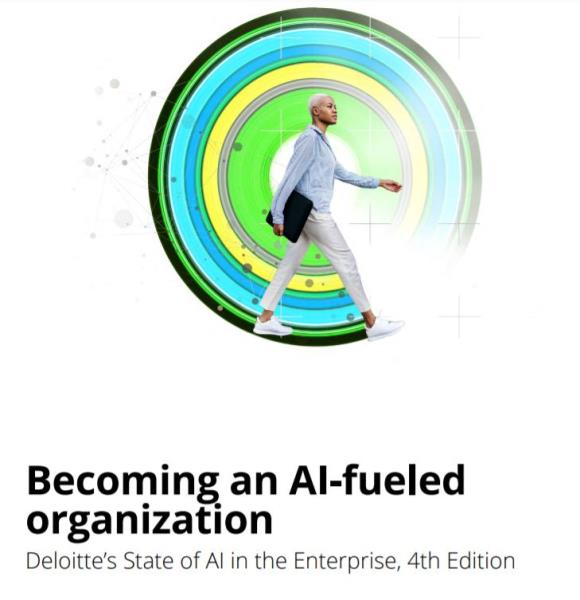 Becoming an AI-fueled
organization
Deloitte’s State of AI in the Enterprise, 4th Edition